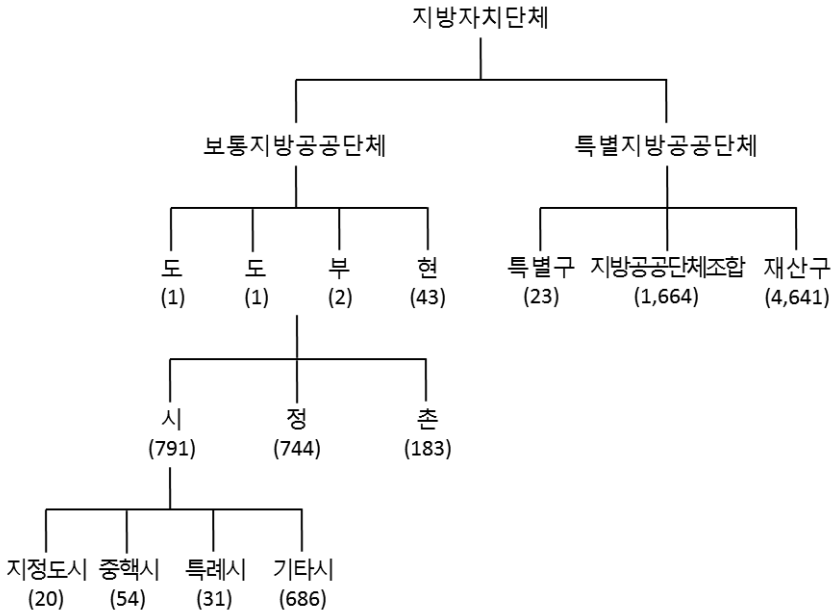 지방자치단체
보통지방공공단체 특별지방공공단체
도 도 부 현 특별구 지방공공단체조합 재산구
(1) (1) (2) (43) (23) (1,664) (4,641)
시 정 촌
(791) (744) (183)
지정도시 중핵시 특례시 기타시
(20) (54) (31) (686)